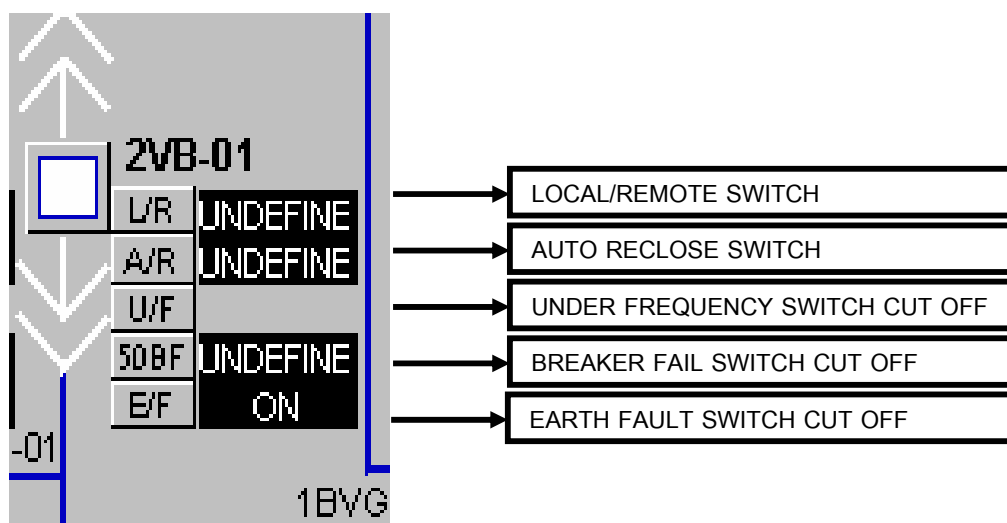 2VB-01
L/R UNDEFINE
LOCAL/REMOTE SWITCH
A/R UNDEFINE
AUTO RECLOSE SWITCH
U/F
UNDER FREQUENCY SWITCH CUT OFF
50BF UNDEFINE
BREAKER FAIL SWITCH CUT OFF
E/F ON
EARTH FAULT SWITCH CUT OFF
-01
1BVG